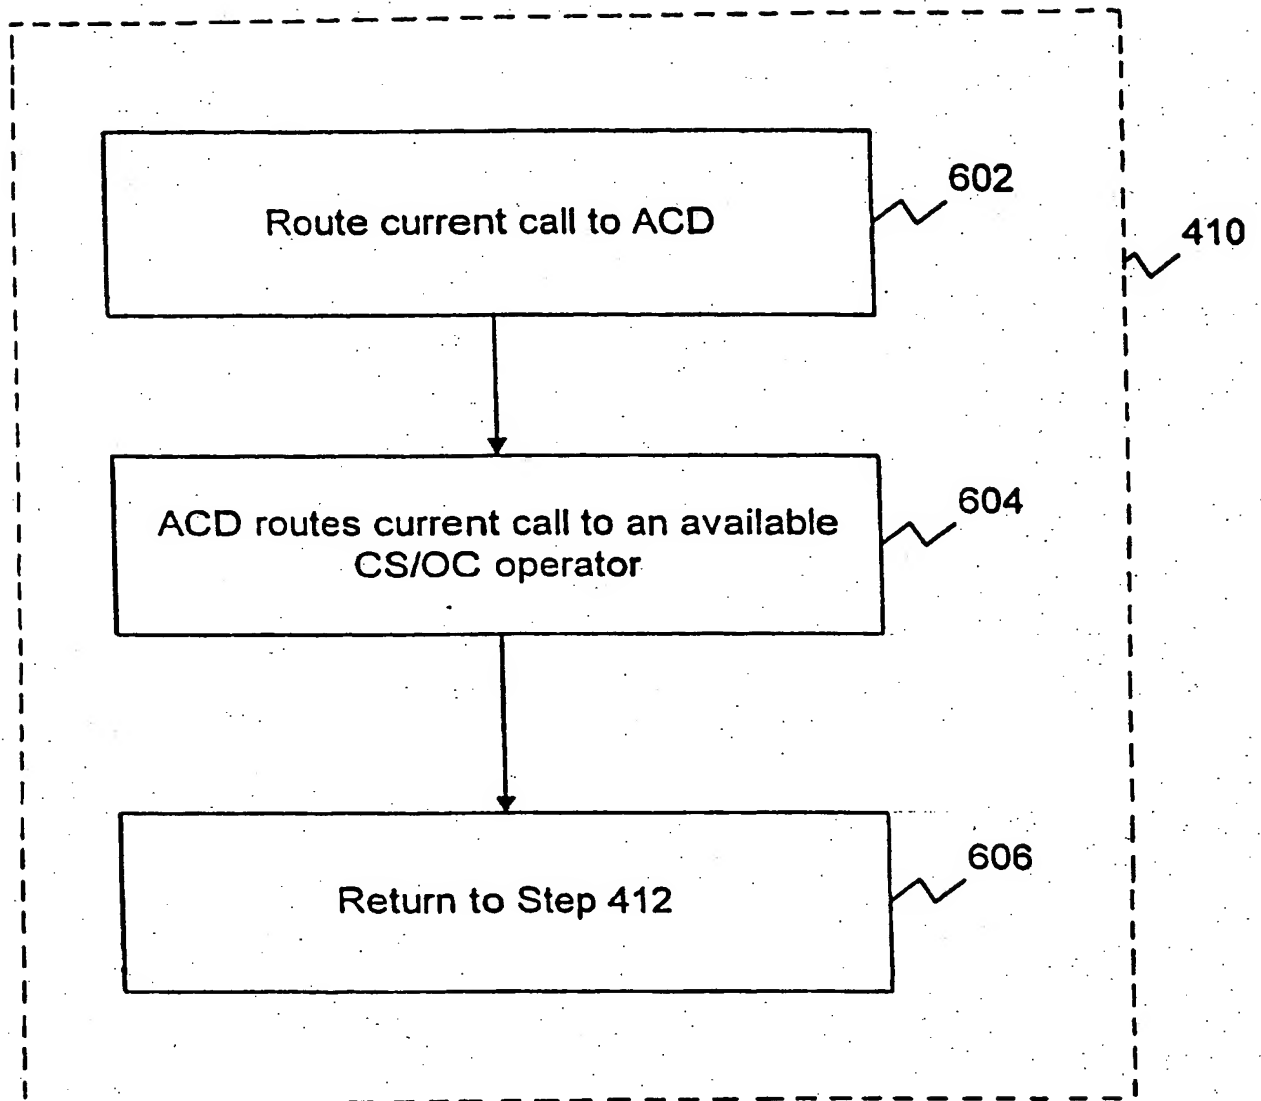 602
Route current call to ACD
410
604
ACD routes current call to an available
CS/OC operator
606
Return to Step 412